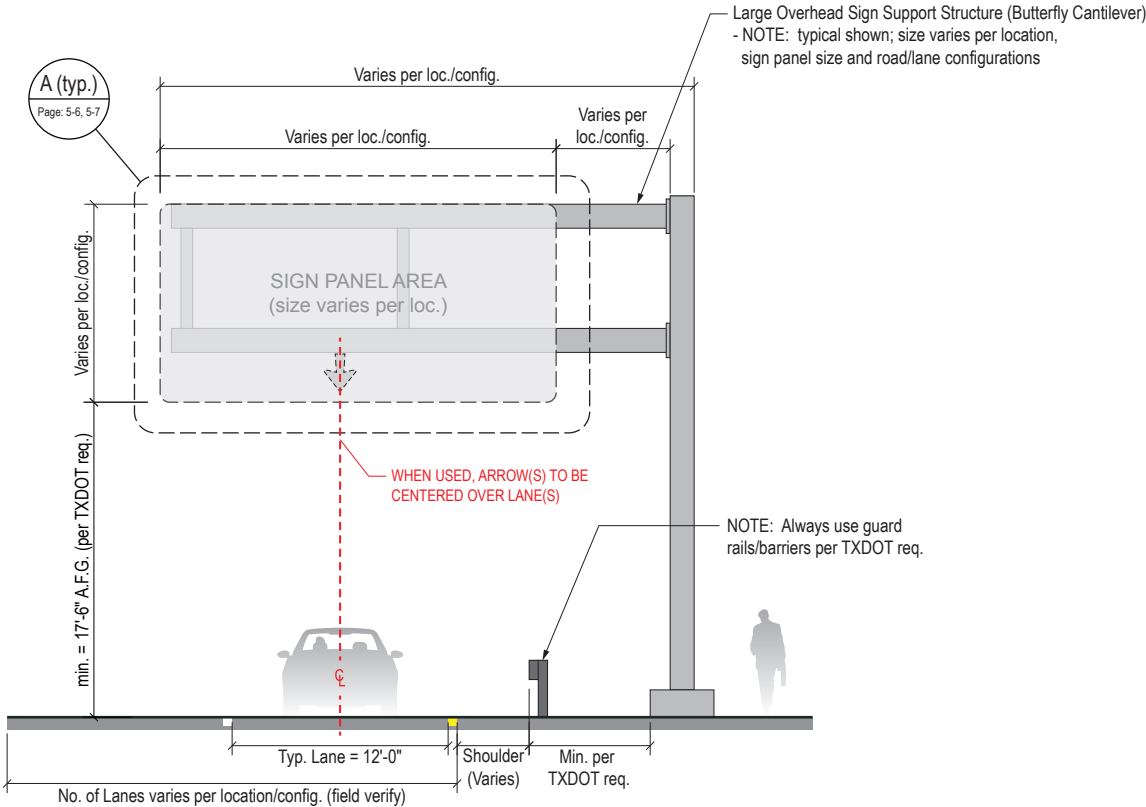 Large Overhead Sign Support Structure (Butterfly Cantilever)
- NOTE: typical shown; size varies per location,
sign panel size and road/lane configurations
A (typ.)
Page: 5-6, 5-7
Varies per loc./config.
Varies per loc./config.
Varies per
loc./config.
Varies per loc./config.
SIGN PANEL AREA
(size varies per loc.)
min. = 17'-6" A.F.G. (per TXDOT req.)
WHEN USED, ARROW(S) TO BE
CENTERED OVER LANE(S)
NOTE: Always use guard
rails/barriers per TXDOT req.
℄
Typ. Lane = 12'-0"
Shoulder
(Varies)
Min. per
TXDOT req.
No. of Lanes varies per location/config. (field verify)